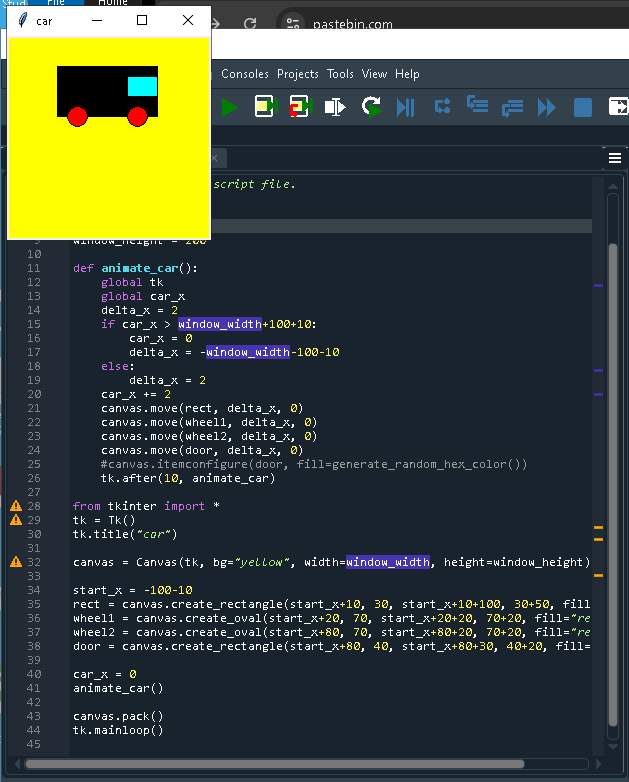 File Home
car
pastebin.com
Consoles Projects Tools View Help
script file.
9 window_height = 200
10
11 def animate_car():
12 global tk
13 global car_x
14 delta_x = 2
15 if car_x > window_width+100+10:
16 car_x = 0
17 delta_x = -window_width-100-10
18 else:
19 delta_x = 2
20 car_x += 2
21 canvas.move(rect, delta_x, 0)
22 canvas.move(wheel1, delta_x, 0)
23 canvas.move(wheel2, delta_x, 0)
24 canvas.move(door, delta_x, 0)
25 #canvas.itemconfigure(door, fill=generate_random_hex_color())
26 tk.after(10, animate_car)
27
28 from tkinter import *
29 tk = Tk()
30 tk.title("car")
31
32 canvas = Canvas(tk, bg="yellow", width=window_width, height=window_height)
33
34 start_x = -100-10
35 rect = canvas.create_rectangle(start_x+10, 30, start_x+10+100, 30+50, fill
36 wheel1 = canvas.create_oval(start_x+20, 70, start_x+20+20, 70+20, fill="re
37 wheel2 = canvas.create_oval(start_x+80, 70, start_x+80+20, 70+20, fill="re
38 door = canvas.create_rectangle(start_x+80, 40, start_x+80+30, 40+20, fill=
39
40 car_x = 0
41 animate_car()
42
43 canvas.pack()
44 tk.mainloop()
45